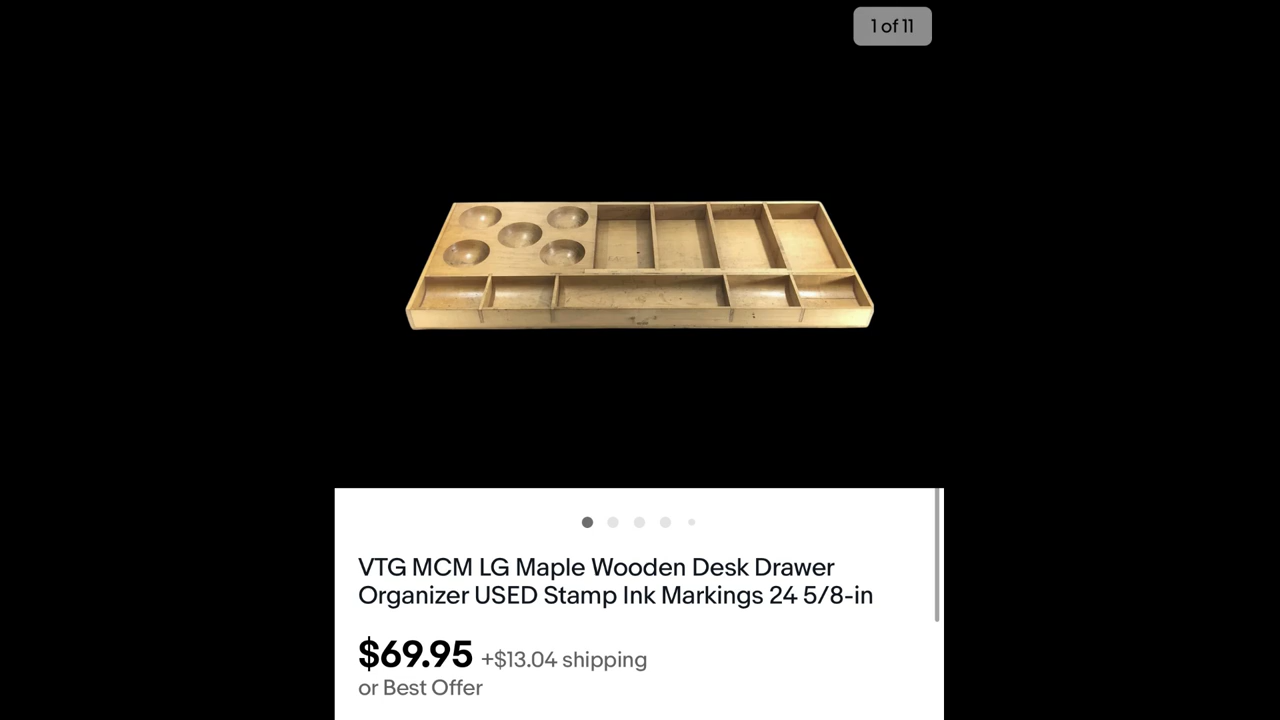 1 of 11
VTG MCM LG Maple Wooden Desk Drawer
Organizer USED Stamp Ink Markings 24 5/8-in
$69.95 +$13.04 shipping
or Best Offer